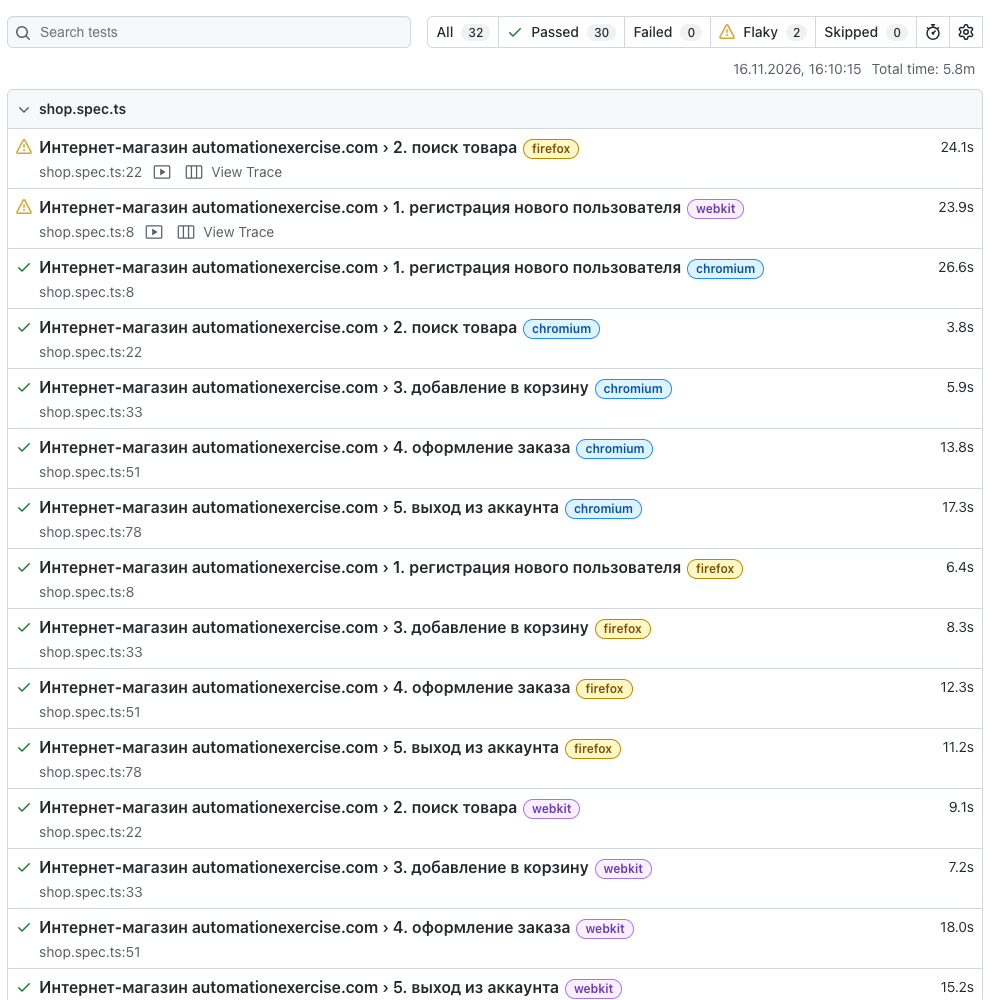 Search tests
All 32 Passed 30 Failed 0 Flaky 2 Skipped 0
16.11.2026, 16:10:15 Total time: 5.8m
shop.spec.ts
Интернет-магазин automationexercise.com › 2. поиск товара firefox 24.1s
shop.spec.ts:22 View Trace
Интернет-магазин automationexercise.com › 1. регистрация нового пользователя webkit 23.9s
shop.spec.ts:8 View Trace
Интернет-магазин automationexercise.com › 1. регистрация нового пользователя chromium 26.6s
shop.spec.ts:8
Интернет-магазин automationexercise.com › 2. поиск товара chromium 3.8s
shop.spec.ts:22
Интернет-магазин automationexercise.com › 3. добавление в корзину chromium 5.9s
shop.spec.ts:33
Интернет-магазин automationexercise.com › 4. оформление заказа chromium 13.8s
shop.spec.ts:51
Интернет-магазин automationexercise.com › 5. выход из аккаунта chromium 17.3s
shop.spec.ts:78
Интернет-магазин automationexercise.com › 1. регистрация нового пользователя firefox 6.4s
shop.spec.ts:8
Интернет-магазин automationexercise.com › 3. добавление в корзину firefox 8.3s
shop.spec.ts:33
Интернет-магазин automationexercise.com › 4. оформление заказа firefox 12.3s
shop.spec.ts:51
Интернет-магазин automationexercise.com › 5. выход из аккаунта firefox 11.2s
shop.spec.ts:78
Интернет-магазин automationexercise.com › 2. поиск товара webkit 9.1s
shop.spec.ts:22
Интернет-магазин automationexercise.com › 3. добавление в корзину webkit 7.2s
shop.spec.ts:33
Интернет-магазин automationexercise.com › 4. оформление заказа webkit 18.0s
shop.spec.ts:51
Интернет-магазин automationexercise.com › 5. выход из аккаунта webkit 15.2s